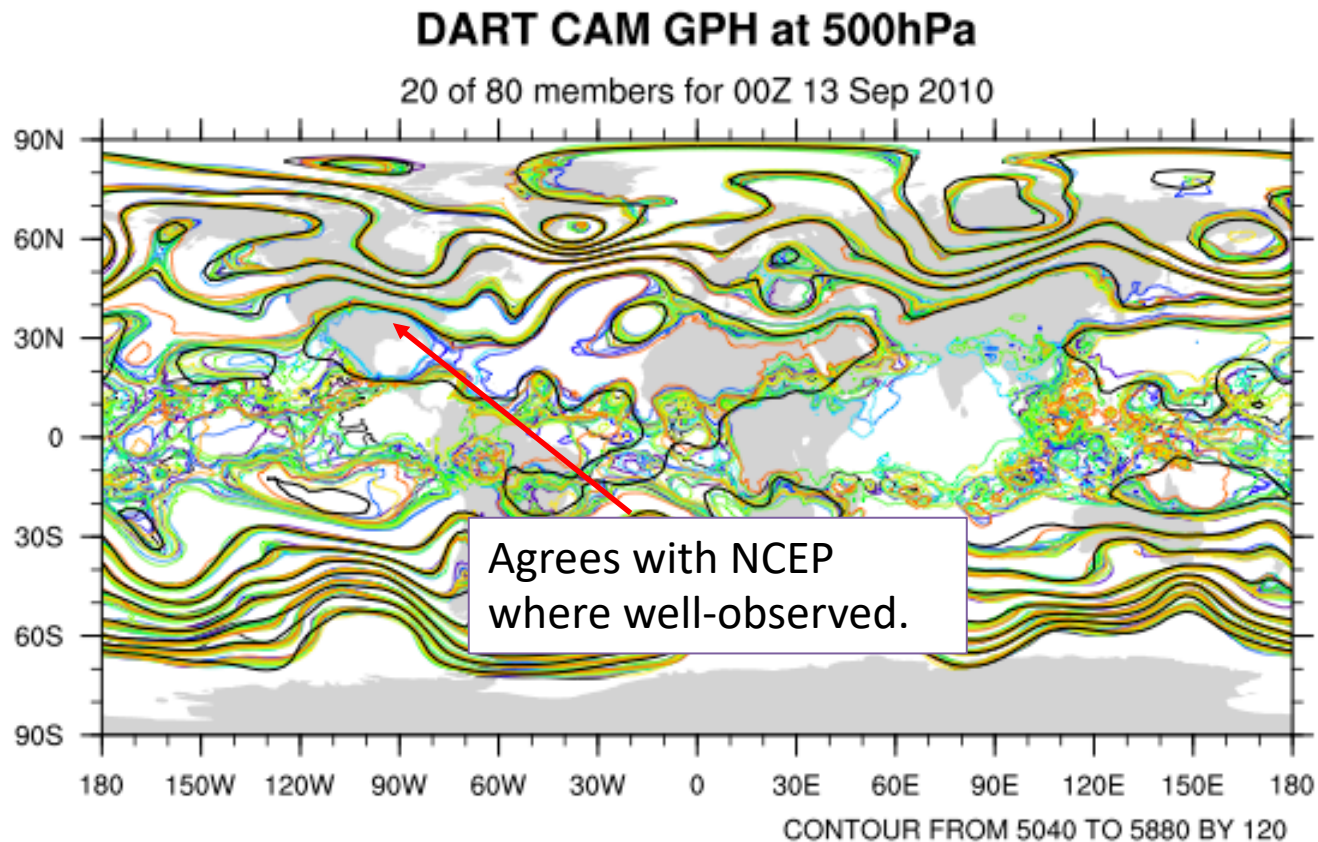 DART CAM GPH at 500hPa
20 of 80 members for 00Z 13 Sep 2010
90N
60N
30N
0
30S
60S
90S
Agrees with NCEP
where well-observed.
180 150W 120W 90W 60W 30W 0 30E 60E 90E 120E 150E 180
CONTOUR FROM 5040 TO 5880 BY 120